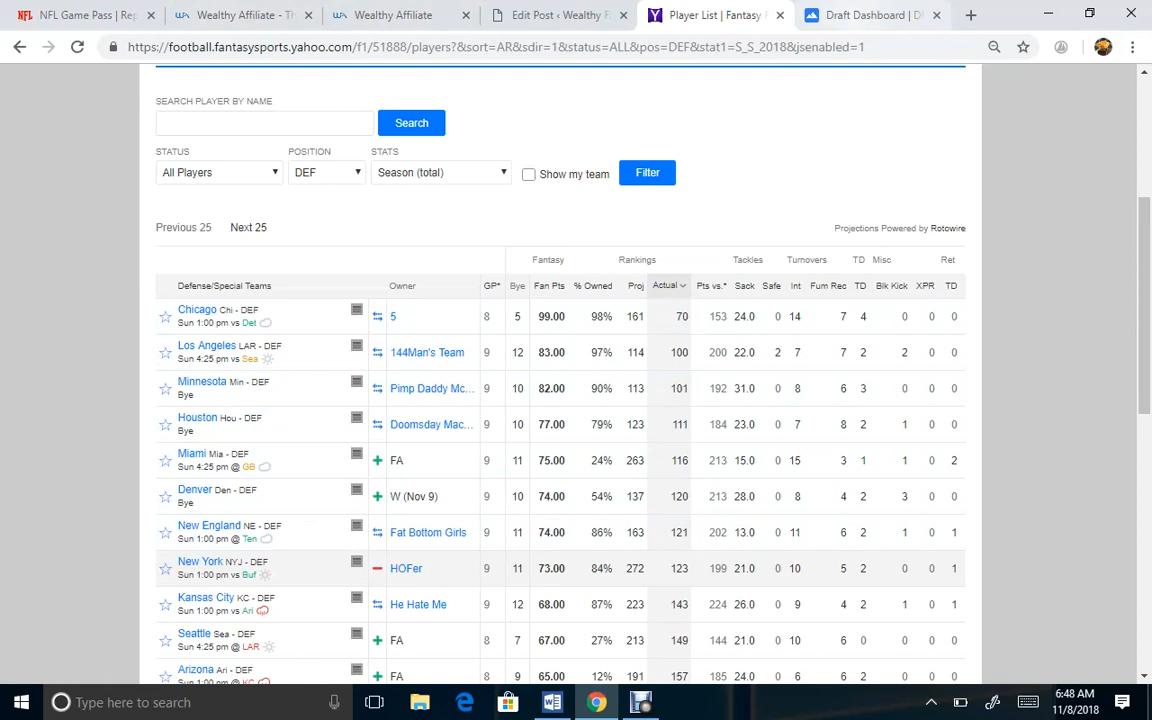 NFL Game Pass | Rep
Wealthy Affiliate - Th
Wealthy Affiliate
Edit Post ‹ Wealthy F
Player List | Fantasy
Draft Dashboard | D
https://football.fantasysports.yahoo.com/f1/51888/players?&sort=AR&sdir=1&status=ALL&pos=DEF&stat1=S_S_2018&jsenabled=1
SEARCH PLAYER BY NAME
Search
STATUS POSITION STATS
All Players DEF Season (total) Show my team Filter
Previous 25 Next 25 Projections Powered by Rotowire
Fantasy Rankings Tackles Turnovers TD Misc Ret
Defense/Special Teams Owner GP* Bye Fan Pts % Owned Proj Actual Pts vs.* Sack Safe Int Fum Rec TD Blk Kick XPR TD
Chicago Chi - DEF
Sun 1:00 pm vs Det
5 8 5 99.00 98% 161 70 153 24.0 0 14 7 4 0 0 0
Los Angeles LAR - DEF
Sun 4:25 pm vs Sea
144Man's Team 9 12 83.00 97% 114 100 200 22.0 2 7 7 2 2 0 0
Minnesota Min - DEF
Bye
Pimp Daddy Mc... 9 10 82.00 90% 113 101 192 31.0 0 8 6 3 0 0 0
Houston Hou - DEF
Bye
Doomsday Mac... 9 10 77.00 79% 123 111 184 23.0 0 7 8 2 1 0 0
Miami Mia - DEF
Sun 4:25 pm @ GB
FA 9 11 75.00 24% 263 116 213 15.0 0 15 3 1 1 0 2
Denver Den - DEF
Bye
W (Nov 9) 9 10 74.00 54% 137 120 213 28.0 0 8 4 2 3 0 0
New England NE - DEF
Sun 1:00 pm @ Ten
Fat Bottom Girls 9 11 74.00 86% 163 121 202 13.0 0 11 6 2 1 0 1
New York NYJ - DEF
Sun 1:00 pm vs Buf
HOFer 9 11 73.00 84% 272 123 199 21.0 0 10 5 2 0 0 1
Kansas City KC - DEF
Sun 1:00 pm vs Ari
He Hate Me 9 12 68.00 87% 223 143 224 26.0 0 9 4 2 1 0 1
Seattle Sea - DEF
Sun 4:25 pm @ LAR
FA 8 7 67.00 27% 213 149 144 21.0 0 10 6 0 0 0 0
Arizona Ari - DEF
Sun 1:00 pm @ KC
FA 8 9 65.00 12% 191 157 185 24.0 0 6 6 2 0 0 0
Type here to search
6:48 AM
11/8/2018